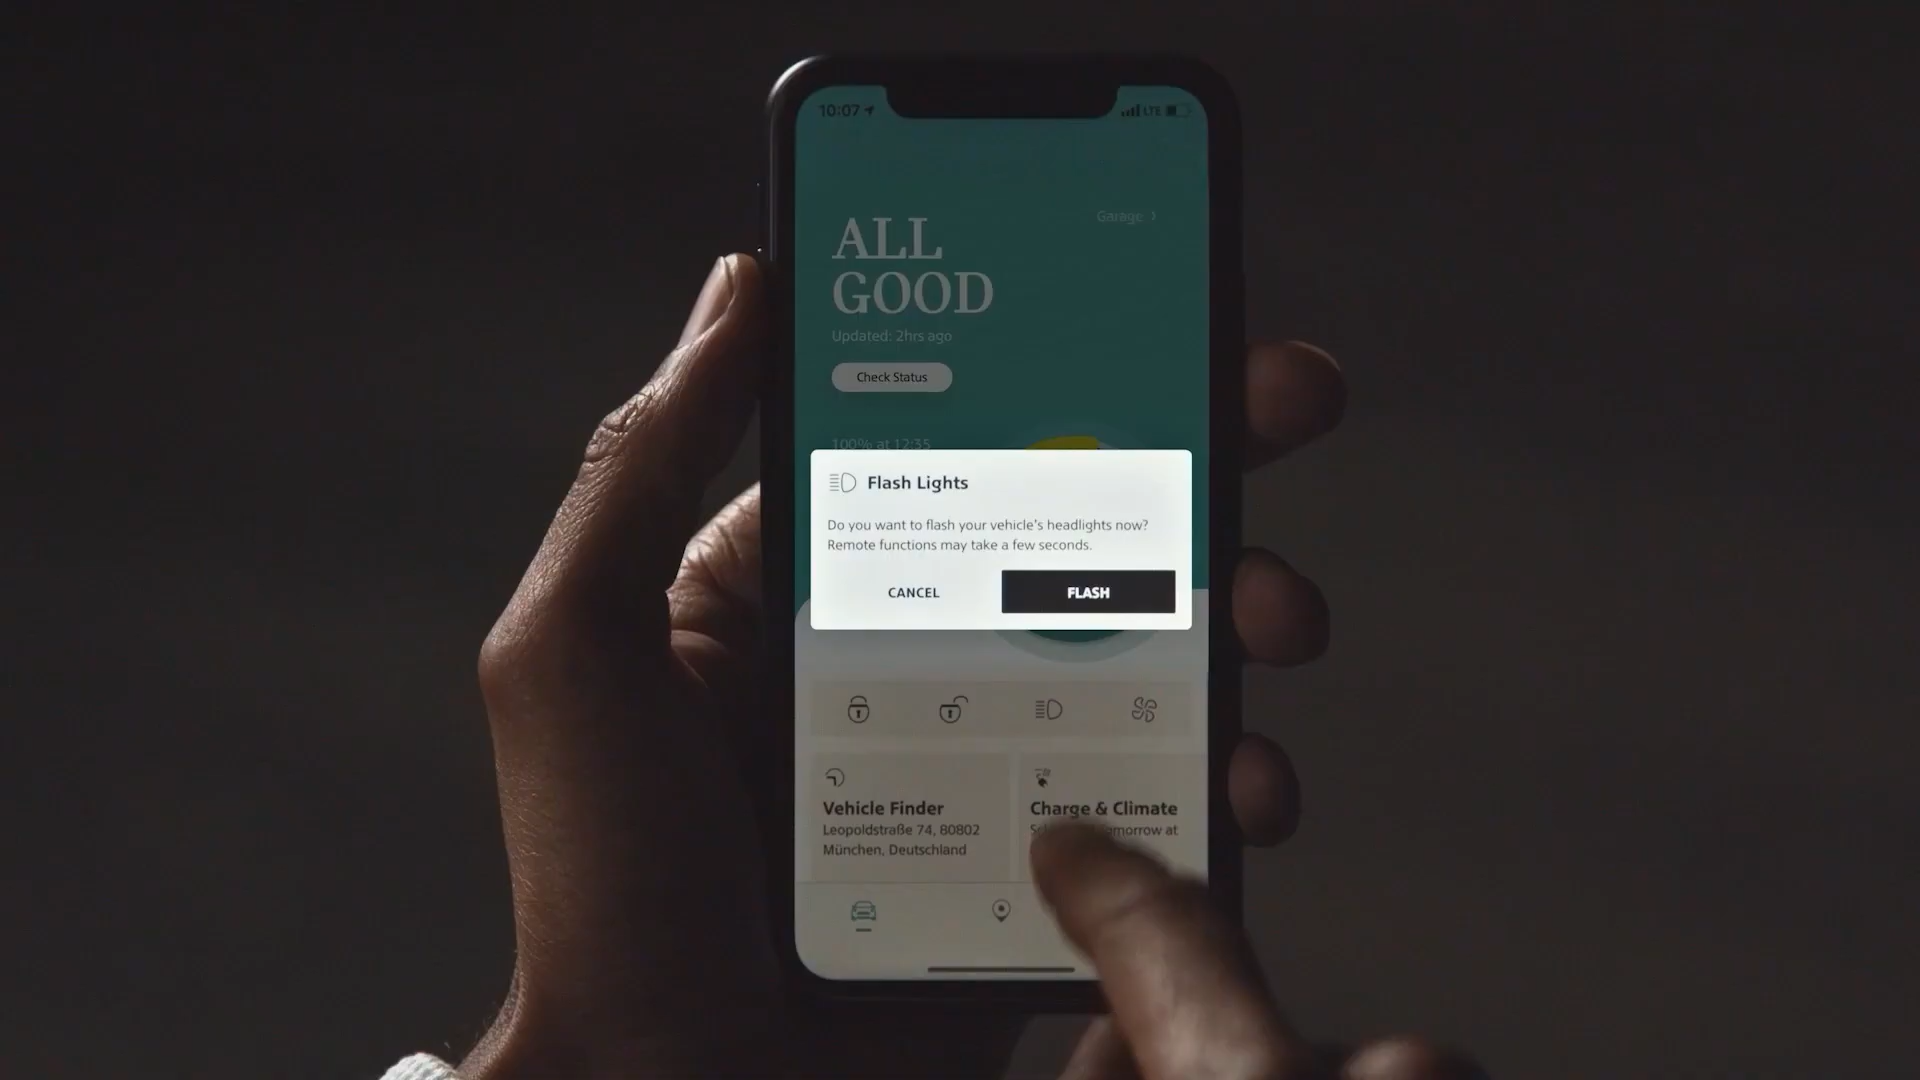 10:07
LTE
Garage
ALL
GOOD
Updated: 2hrs ago
Check Status
100% at 12:35
Flash Lights
Do you want to flash your vehicle's headlights now?
Remote functions may take a few seconds.
CANCEL
FLASH
Vehicle Finder
Leopoldstraße 74, 80802
München, Deutschland
Charge & Climate
at